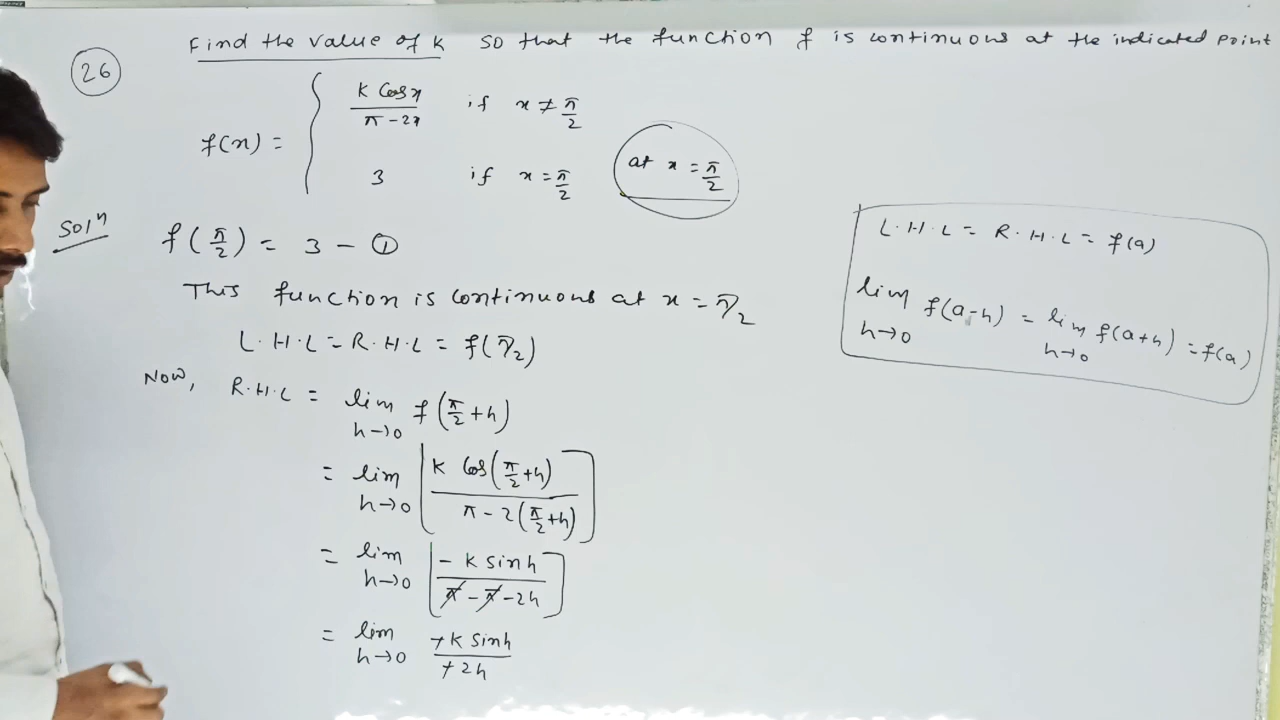 Find the value of k so that the function f is continuous at the indicated point
26
f(x) = { k cos x / π - 2x if x ≠ π/2
3 if x = π/2 at x = π/2
Solⁿ
f(π/2) = 3 - ①
This function is continuous at x = π/2
L.H.L = R.H.L = f(π/2)
Now, R.H.L = lim h→0 f(π/2 + h)
= lim h→0 [k cos(π/2 + h) / π - 2(π/2 + h)]
= lim h→0 [- k sinh / π - π - 2h]
= lim h→0 -k sinh / -2h
L.H.L = R.H.L = f(a)
lim h→0 f(a-h) = lim h→0 f(a+h) = f(a)